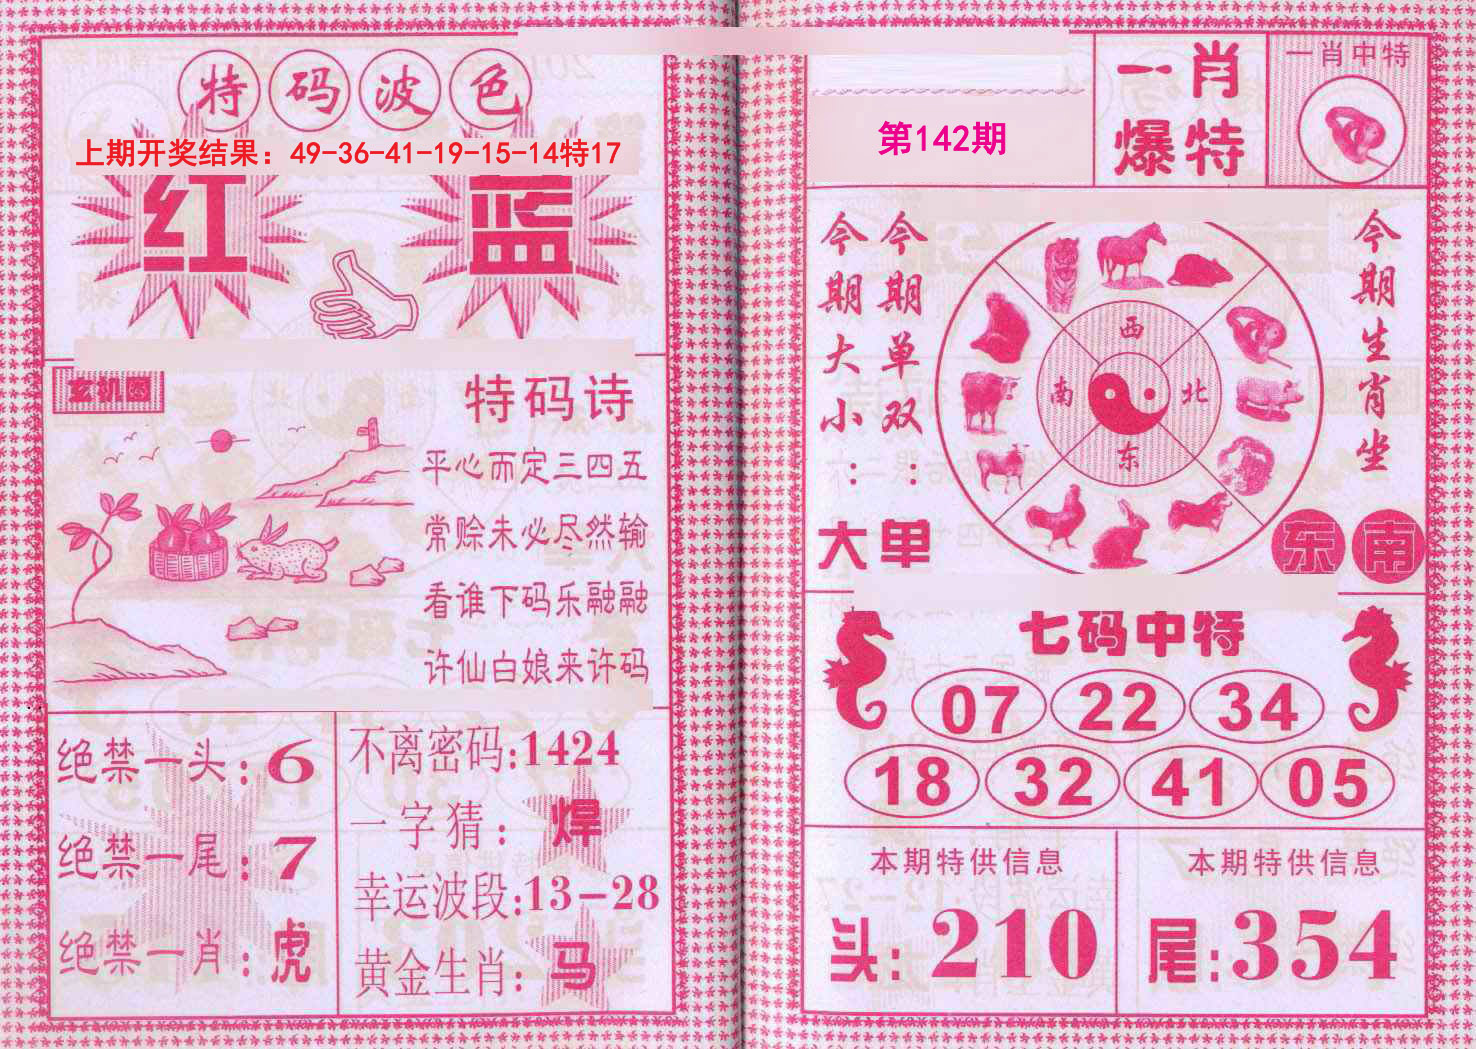 特码波色
上期开奖结果：49-36-41-19-15-14特17
红 蓝
玄机图
特码诗
平心而定三四五
常赊未必尽然输
看谁下码乐融融
许仙白娘来许码
绝禁一头:6
绝禁一尾:7
绝禁一肖:虎
不离密码:1424
一字猜：焊
幸运波段:13-28
黄金生肖:马
第142期
一肖
爆特
一肖中特
今期大小：大
今期单双：单
西
南 北
东
今期生肖坐
东南
七码中特
07 22 34
18 32 41 05
本期特供信息
头:210
本期特供信息
尾:354